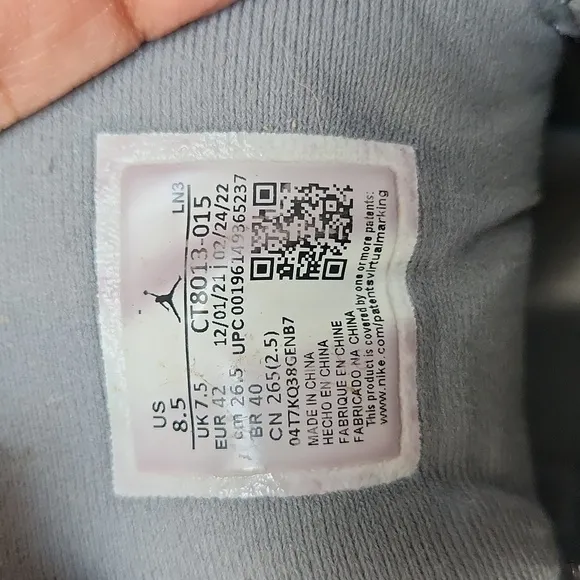 LN3
US
8.5
CT8013-015
UK 7.5
12/01/21 | 02/24/22
EUR 42
cm 26.5
UPC 00196149365237
BR 40
CN 265(2.5)
04T7KQ38GENB7
MADE IN CHINA
HECHO EN CHINA
FABRIQUE EN CHINE
FABRICADO NA CHINA
This product is covered by one or more patents:
www.nike.com/patentsvirtualmarking